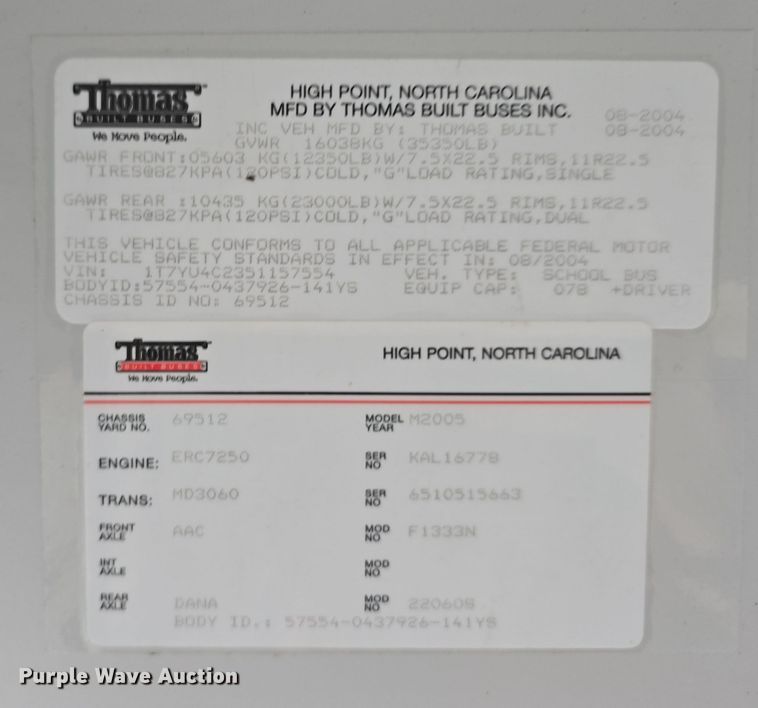 Thomas
BUILT BUSES
We Move People.
HIGH POINT, NORTH CAROLINA
MFD BY THOMAS BUILT BUSES INC. 08-2004
INC VEH MFD BY: THOMAS BUILT 08-2004
GVWR 16038KG (35350LB)
GAWR FRONT:05603 KG(12350LB)W/7.5X22.5 RIMS,11R22.5
TIRES@827KPA(120PSI)COLD,"G"LOAD RATING,SINGLE
GAWR REAR :10435 KG(23000LB)W/7.5X22.5 RIMS,11R22.5
TIRES@827KPA(120PSI)COLD,"G"LOAD RATING,DUAL
THIS VEHICLE CONFORMS TO ALL APPLICABLE FEDERAL MOTOR
VEHICLE SAFETY STANDARDS IN EFFECT IN: 08/2004
VIN: 1T7YU4C2351157554 VEH. TYPE: SCHOOL BUS
BODYID:57554-0437926-141YS EQUIP CAP: 078 +DRIVER
CHASSIS ID NO: 69512
Thomas
BUILT BUSES
We Move People.
HIGH POINT, NORTH CAROLINA
CHASSIS YARD NO. 69512 MODEL YEAR M2005
ENGINE: ERC7250 SER NO KAL16778
TRANS: MD3060 SER NO 6510515663
FRONT AXLE AAC MOD NO F1333N
INT AXLE MOD NO
REAR AXLE DANA MOD NO 22060S
BODY ID.: 57554-0437926-141YS
Purple Wave Auction